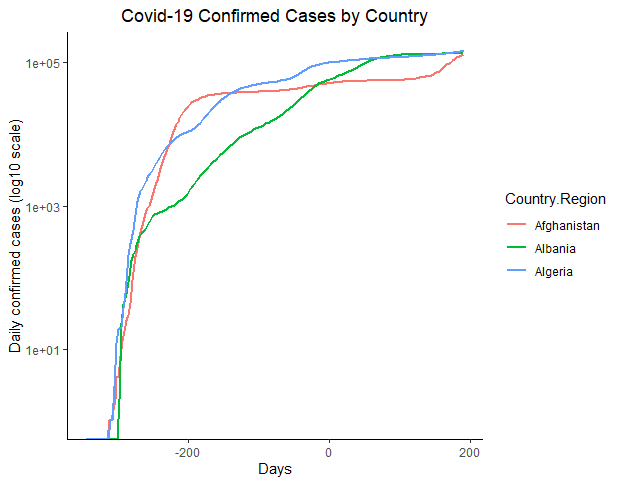 Covid-19 Confirmed Cases by Country
Daily confirmed cases (log10 scale)
1e+05
1e+03
1e+01
-200
0
200
Days
Country.Region
Afghanistan
Albania
Algeria